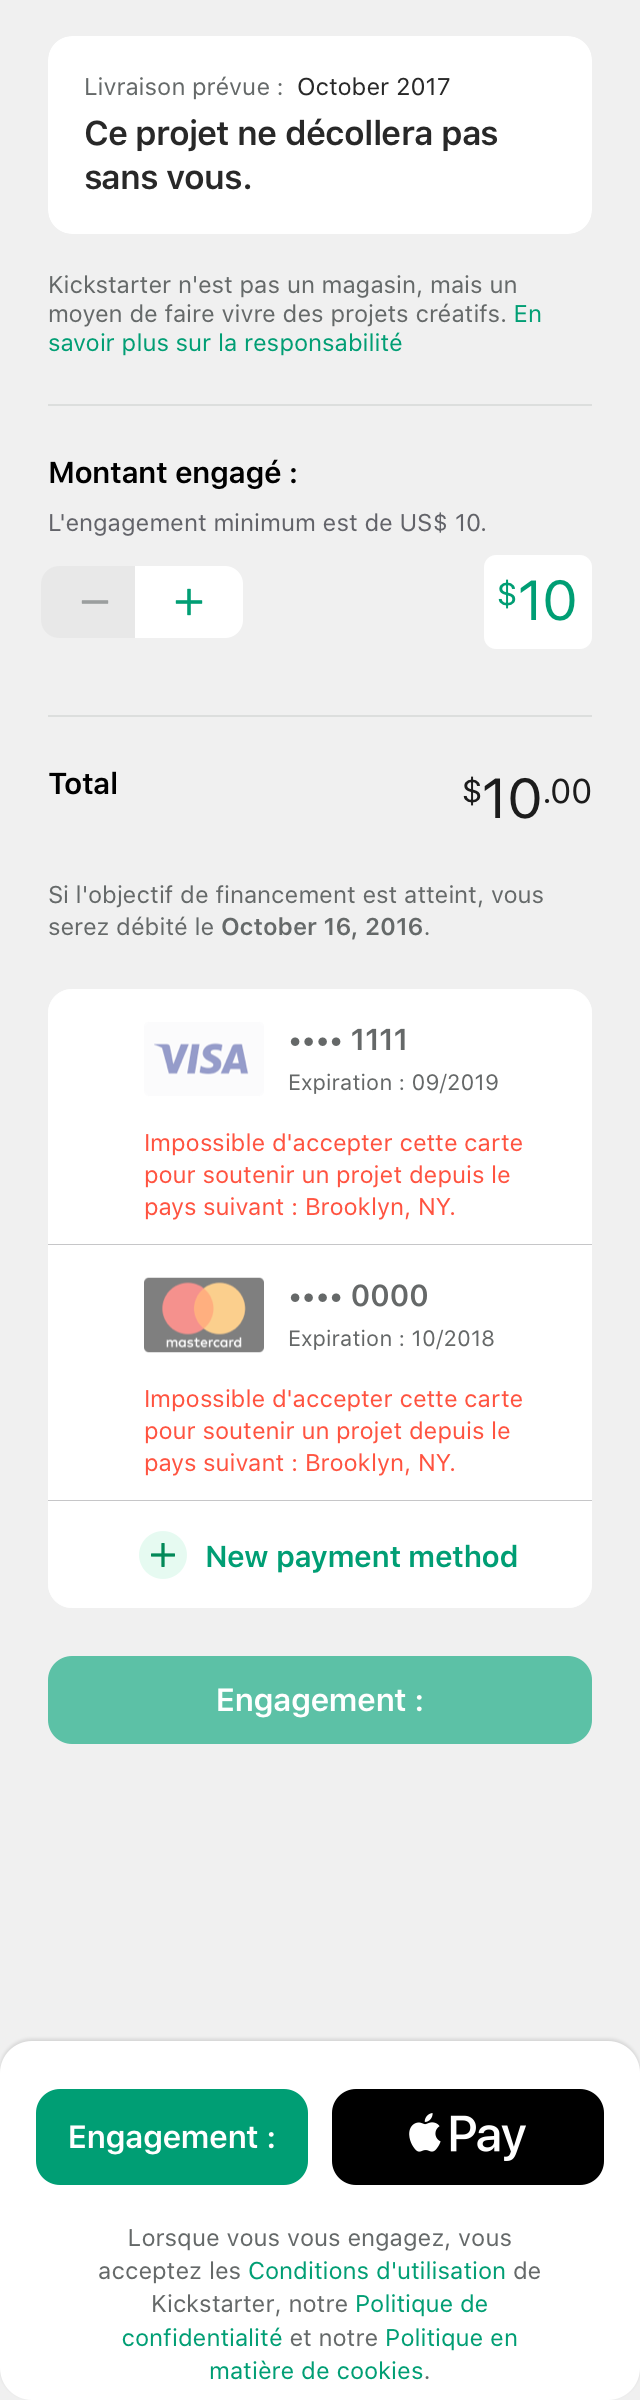 Livraison prévue : October 2017
Ce projet ne décollera pas
sans vous.
Kickstarter n'est pas un magasin, mais un
moyen de faire vivre des projets créatifs. En
savoir plus sur la responsabilité
Montant engagé :
L'engagement minimum est de US$ 10.
− + $10
Total $10.00
Si l'objectif de financement est atteint, vous
serez débité le October 16, 2016.
VISA •••• 1111
Expiration : 09/2019
Impossible d'accepter cette carte
pour soutenir un projet depuis le
pays suivant : Brooklyn, NY.
•••• 0000
mastercard Expiration : 10/2018
Impossible d'accepter cette carte
pour soutenir un projet depuis le
pays suivant : Brooklyn, NY.
+ New payment method
Engagement :
Engagement : Pay
Lorsque vous vous engagez, vous
acceptez les Conditions d'utilisation de
Kickstarter, notre Politique de
confidentialité et notre Politique en
matière de cookies.